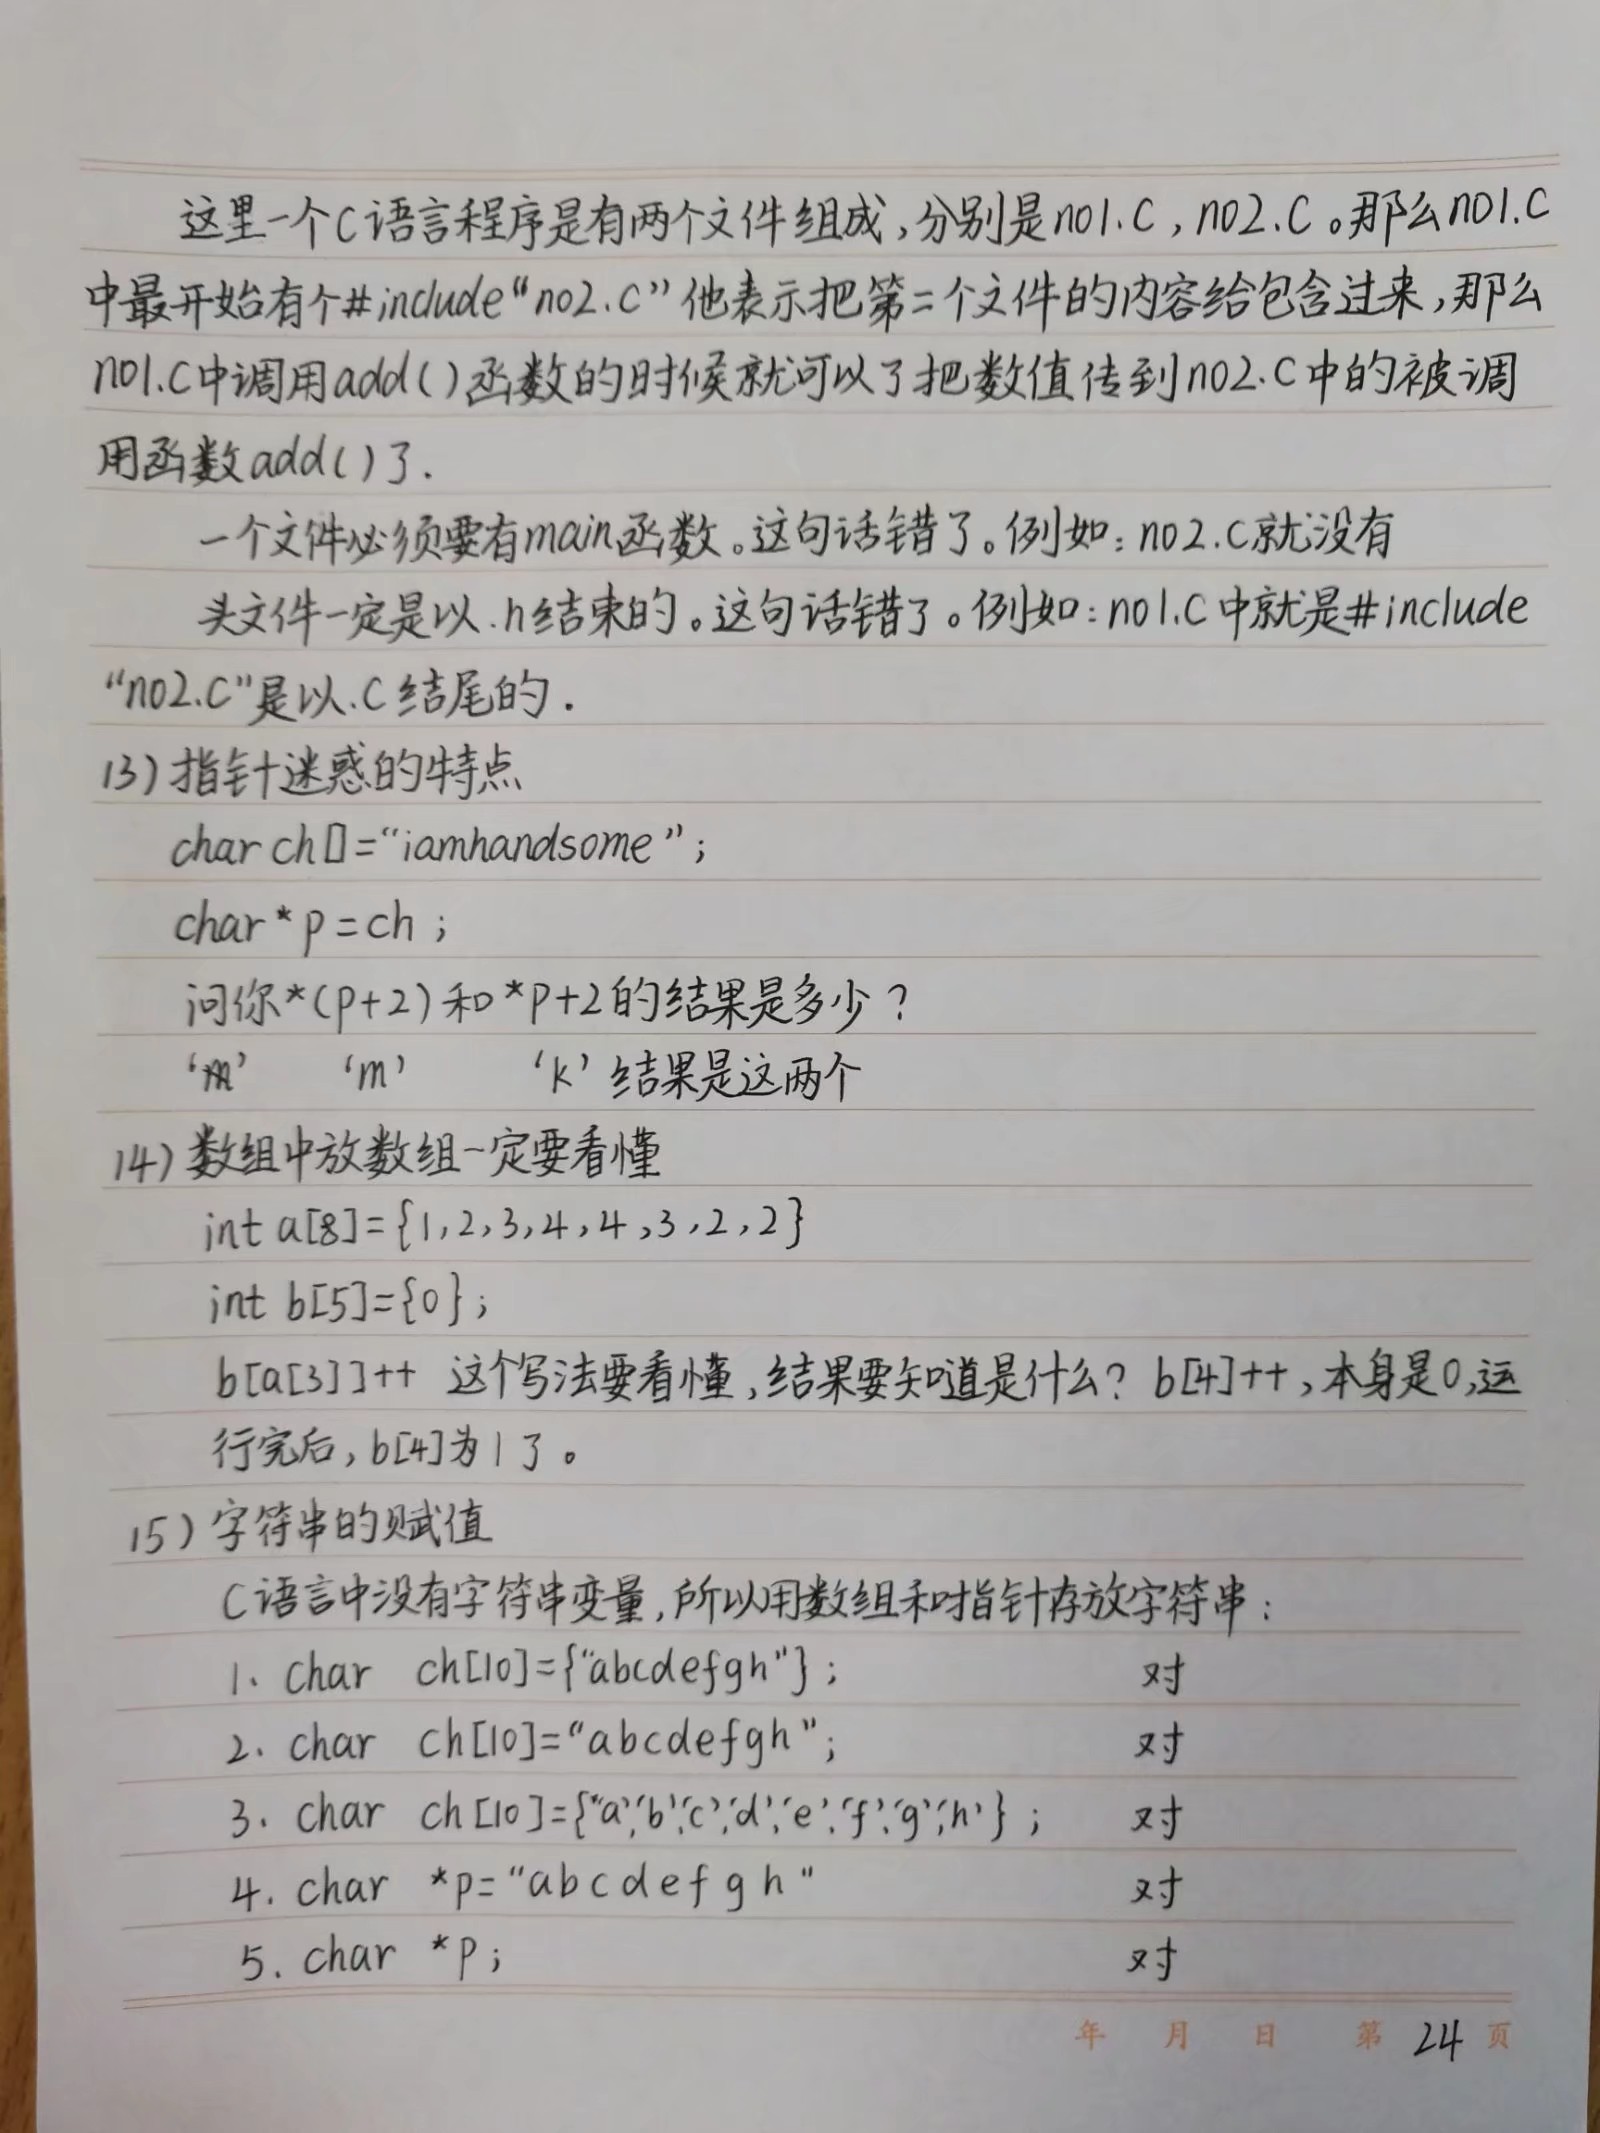 这里一个C语言程序是有两个文件组成,分别是no1.C,no2.C。那么no1.C
中最开始有个#include“no2.C”他表示把第二个文件的内容给包含过来,那么
no1.C中调用add()函数的时候就可以了把数值传到no2.C中的被调
用函数add()了.
一个文件必须要有main函数。这句话错了。例如:no2.C就没有
头文件一定是以.h结束的。这句话错了。例如:no1.C中就是#include
“no2.C”是以.C结尾的.
13)指针迷惑的特点
char ch[]=“iamhandsome”;
char * p=ch;
问你*(p+2)和*p+2的结果是多少?
‘m’ ‘k’结果是这两个
14)数组中放数组一定要看懂
int a[8]={1,2,3,4,4,3,2,2}
int b[5]={0};
b[a[3]]++ 这个写法要看懂,结果要知道是什么? b[4]++,本身是0,运
行完后,b[4]为1了。
15)字符串的赋值
C语言中没有字符串变量,所以用数组和指针存放字符串:
1. char ch[10]={“abcdefgh”}; 对
2. char ch[10]=“abcdefgh”; 对
3. char ch[10]={‘a’,‘b’,‘c’,‘d’,‘e’,‘f’,‘g’,‘h’}; 对
4. char *p=“abcdefgh” 对
5. char *p; 对
年 月 日 第 24 页